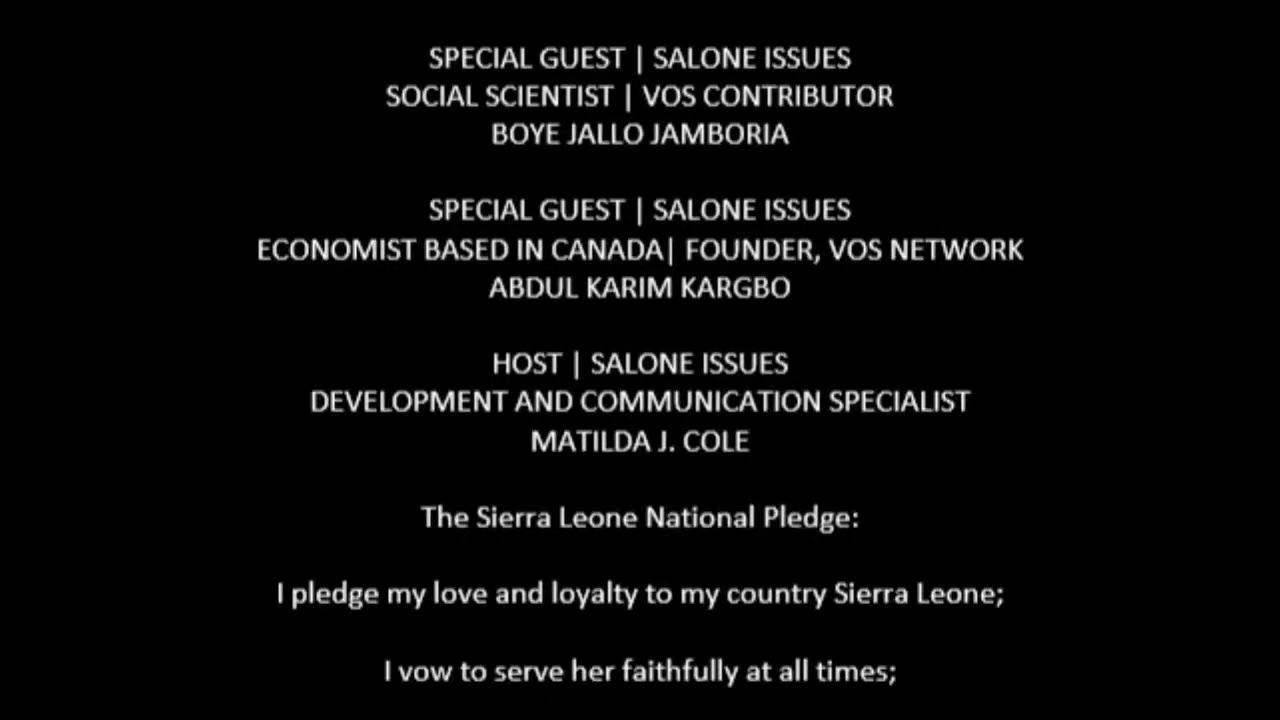 SPECIAL GUEST | SALONE ISSUES
SOCIAL SCIENTIST | VOS CONTRIBUTOR
BOYE JALLO JAMBORIA
SPECIAL GUEST | SALONE ISSUES
ECONOMIST BASED IN CANADA| FOUNDER, VOS NETWORK
ABDUL KARIM KARGBO
HOST | SALONE ISSUES
DEVELOPMENT AND COMMUNICATION SPECIALIST
MATILDA J. COLE
The Sierra Leone National Pledge:
I pledge my love and loyalty to my country Sierra Leone;
I vow to serve her faithfully at all times;